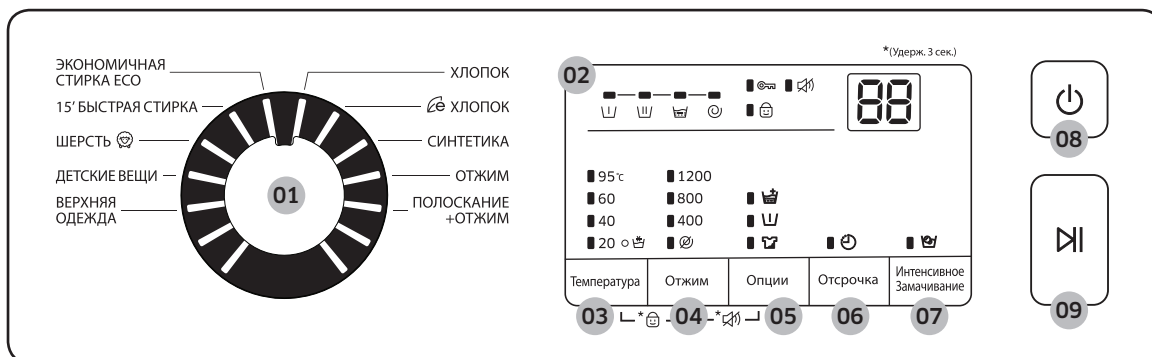 ЭКОНОМИЧНАЯ
СТИРКА ECO
15’ БЫСТРАЯ СТИРКА
ШЕРСТЬ
ДЕТСКИЕ ВЕЩИ
ВЕРХНЯЯ
ОДЕЖДА
01
ХЛОПОК
e ХЛОПОК
СИНТЕТИКА
ОТЖИМ
ПОЛОСКАНИЕ
+ОТЖИМ
*(Удерж. 3 сек.)
02
88
95℃
60
40
20
1200
800
400
Температура
Отжим
Опции
Отсрочка
Интенсивное
Замачивание
03
* 04
* 05
06
07
08
09